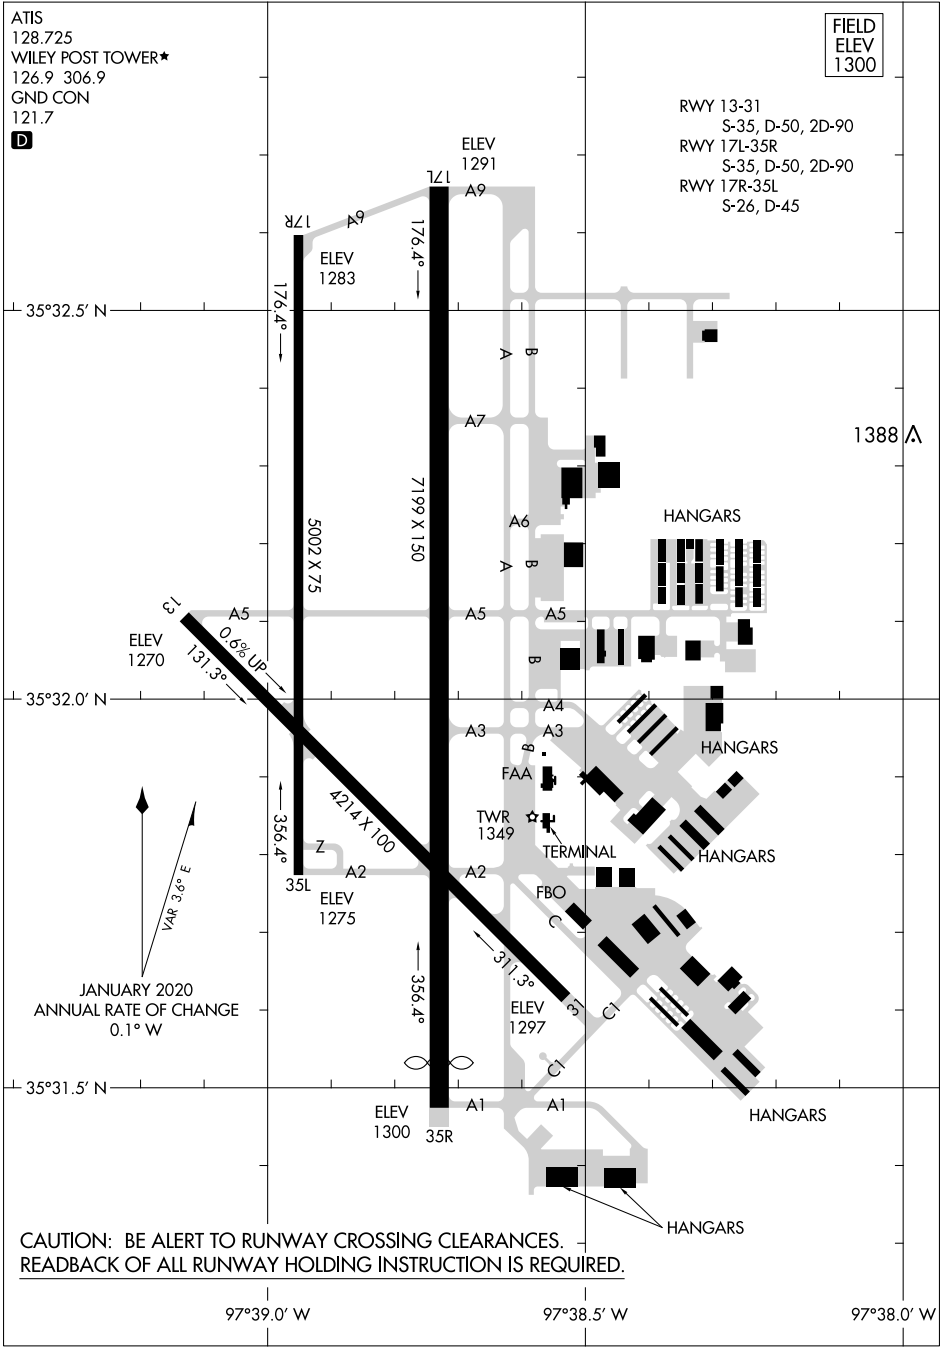 ATIS
128.725
WILEY POST TOWER★
126.9 306.9
GND CON
121.7
D
FIELD
ELEV
1300
RWY 13-31
S-35, D-50, 2D-90
RWY 17L-35R
S-35, D-50, 2D-90
RWY 17R-35L
S-26, D-45
ELEV
1291
17L
A9
A9
17R
ELEV
1283
176.4°
176.4°
35°32.5' N
A
B
A7
1388
7199 X 150
5002 X 75
A6
HANGARS
A
B
13
A5
A5
A5
ELEV
1270
0.6% UP
131.3°
B
35°32.0' N
A4
A3
A3
B
HANGARS
FAA
TWR
1349
TERMINAL
4214 X 100
356.4°
Z
A2
A2
HANGARS
35L
ELEV
1275
FBO
C
VAR 3.6° E
311.3°
356.4°
JANUARY 2020
ANNUAL RATE OF CHANGE
0.1° W
ELEV
1297
31
C1
C1
35°31.5' N
ELEV
1300
35R
A1
A1
HANGARS
HANGARS
CAUTION: BE ALERT TO RUNWAY CROSSING CLEARANCES.
READBACK OF ALL RUNWAY HOLDING INSTRUCTION IS REQUIRED.
97°39.0' W
97°38.5' W
97°38.0' W